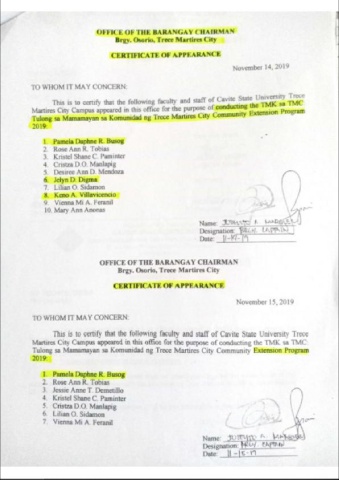 OFFICE OF THE BARANGAY CHAIRMAN
Brgy. Osorio, Trece Martires City
CERTIFICATE OF APPEARANCE
November 14, 2019
TO WHOM IT MAY CONCERN:
This is to certify that the following faculty and staff of Cavite State University Trece
Martires City Campus appeared in this office for the purpose of conducting the TMK sa TMC
Tulong sa Mamamayan sa Komunidad ng Trece Martires City Community Extension Program
2019:
1. Pamela Daphne R. Busog
2. Rose Ann R. Tobias
3. Kristel Shane C. Paminter
4. Cristza D.O. Manlapig
5. Desiree Ann D. Mendoza
6. Jelyn D. Digma
7. Lilian O. Sidamon
8. Keno A. Villavicencio
9. Vienna Mi A. Feranil
10. Mary Ann Asenas
Name:
Designation: Brgy. Captain
Date: 11-14-19
OFFICE OF THE BARANGAY CHAIRMAN
Brgy. Osorio, Trece Martires City
CERTIFICATE OF APPEARANCE
November 15, 2019
TO WHOM IT MAY CONCERN:
This is to certify that the following faculty and staff of Cavite State University Trece
Martires City Campus appeared in this office for the purpose of conducting the TMK sa TMC
Tulong sa Mamamayan sa Komunidad ng Trece Martires City Community Extension Program
2019:
1. Pamela Daphne R. Busog
2. Rose Ann R. Tobias
3. Jessie Anne T. Demetillo
4. Kristel Shane C. Paminter
5. Cristza D.O. Manlapig
6. Lilian O. Sidamon
7. Vienna Mi A. Feranil
Name:
Designation: Brgy. Captain
Date: 11-15-19